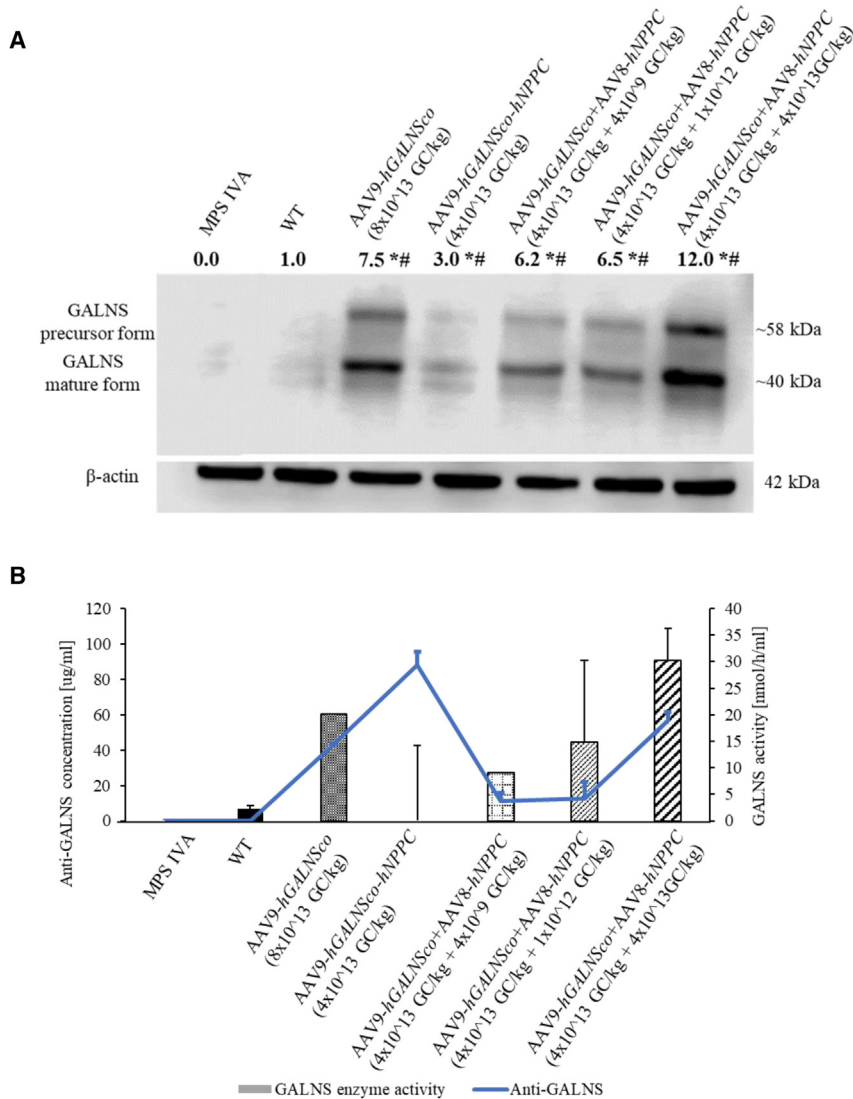 A
MPS IVA
WT
AAV9-hGALNSco
(8x10^13 GC/kg)
AAV9-hGALNSco-hNPPC
(4x10^13 GC/kg)
AAV9-hGALNSco+AAV8-hNPPC
(4x10^13 GC/kg + 4x10^9 GC/kg)
AAV9-hGALNSco+AAV8-hNPPC
(4x10^13 GC/kg + 1x10^12 GC/kg)
AAV9-hGALNSco+AAV8-hNPPC
(4x10^13 GC/kg + 4x10^13GC/kg)
0.0 1.0 7.5 *# 3.0 *# 6.2 *# 6.5 *# 12.0 *#
GALNS
precursor form
~58 kDa
GALNS
mature form
~40 kDa
β-actin
42 kDa
B
Anti-GALNS concentration [ug/ml]
120
100
80
60
40
20
0
40
35
30
25
20
15
10
5
0
GALNS activity [nmol/h/ml]
MPS IVA
WT
AAV9-hGALNSco
(8x10^13 GC/kg)
AAV9-hGALNSco-hNPPC
(4x10^13 GC/kg)
AAV9-hGALNSco+AAV8-hNPPC
(4x10^13 GC/kg + 4x10^9 GC/kg)
AAV9-hGALNSco+AAV8-hNPPC
(4x10^13 GC/kg + 1x10^12 GC/kg)
AAV9-hGALNSco+AAV8-hNPPC
(4x10^13 GC/kg + 4x10^13GC/kg)
GALNS enzyme activity Anti-GALNS